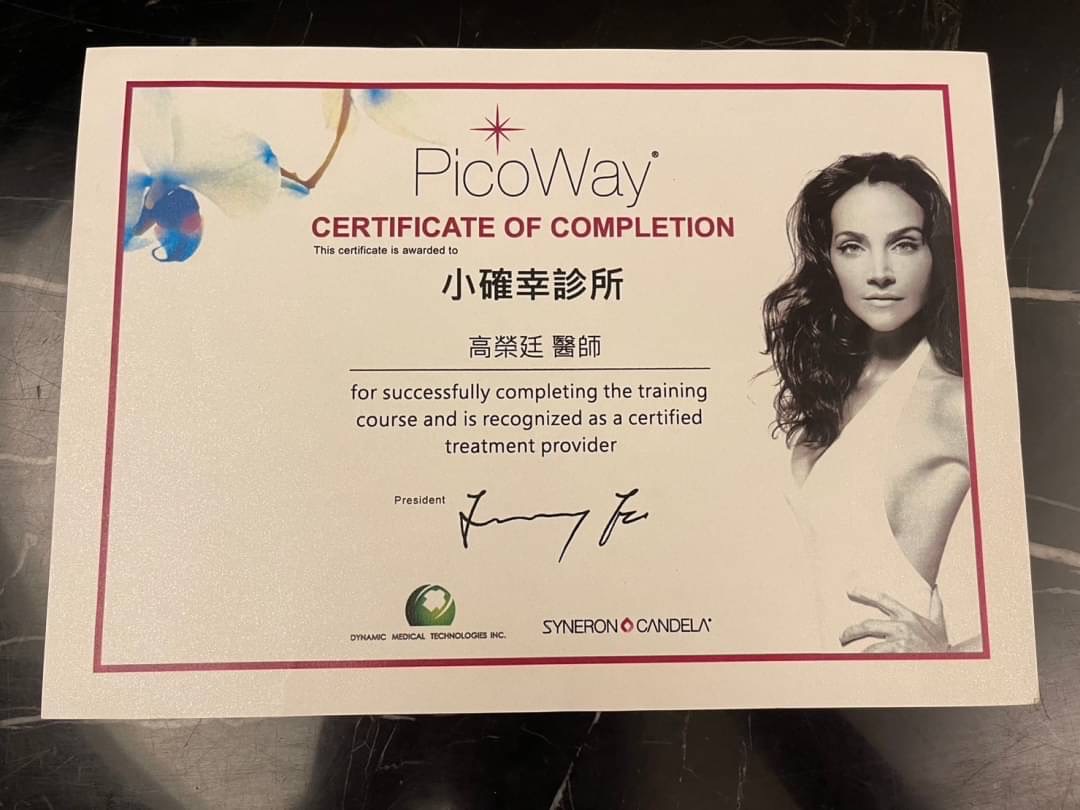 PicoWay®
CERTIFICATE OF COMPLETION
This certificate is awarded to
小確幸診所
高榮廷 醫師
for successfully completing the training
course and is recognized as a certified
treatment provider
President
DYNAMIC MEDICAL TECHNOLOGIES INC.
SYNERON CANDELA